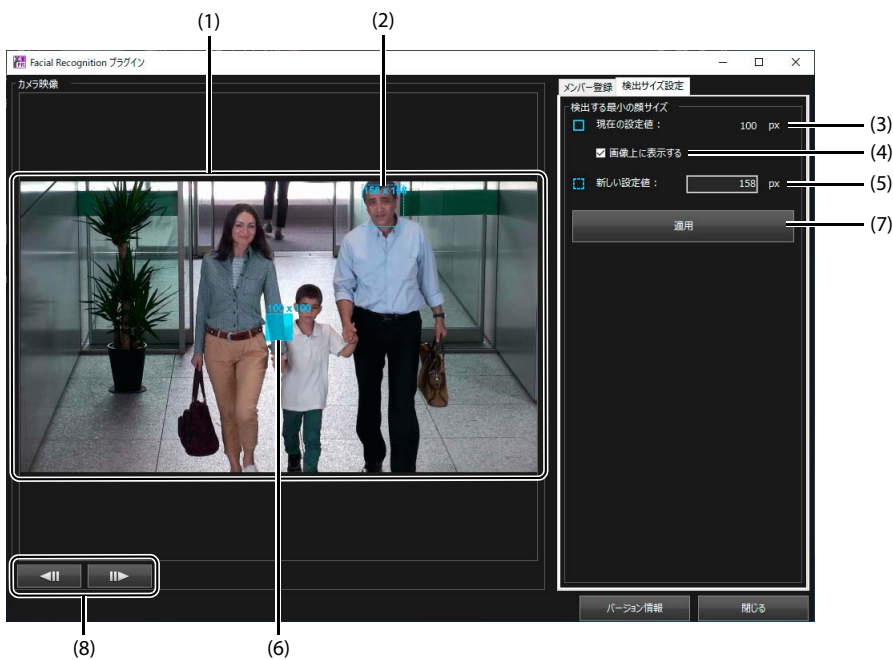 (1)
(2)
Facial Recognition プラグイン
カメラ映像
メンバー登録 検出サイズ設定
検出する最小の顔サイズ
現在の設定値： 100 px
(3)
画像上に表示する
(4)
新しい設定値： 158 px
(5)
適用
(7)
158 x 158
100 x 100
バージョン情報 閉じる
(8)
(6)